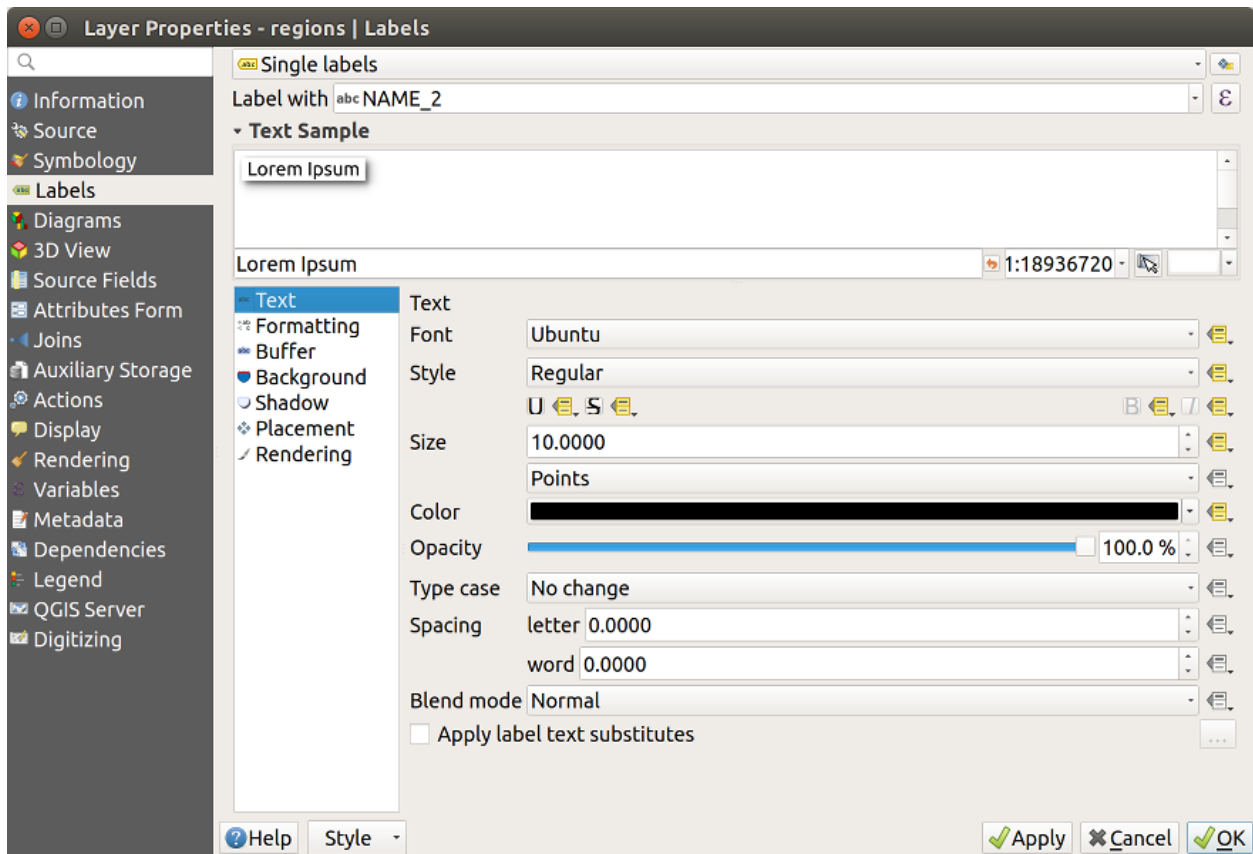 Layer Properties - regions | Labels
Information
Source
Symbology
Labels
Diagrams
3D View
Source Fields
Attributes Form
Joins
Auxiliary Storage
Actions
Display
Rendering
Variables
Metadata
Dependencies
Legend
QGIS Server
Digitizing
abc Single labels
Label with abc NAME_2 ε
Text Sample
Lorem Ipsum
Lorem Ipsum 1:18936720
Text
Formatting
Buffer
Background
Shadow
Placement
Rendering
Text
Font Ubuntu
Style Regular
U S B I
Size 10.0000
Points
Color
Opacity 100.0 %
Type case No change
Spacing letter 0.0000
word 0.0000
Blend mode Normal
Apply label text substitutes ...
Help Style Apply Cancel OK